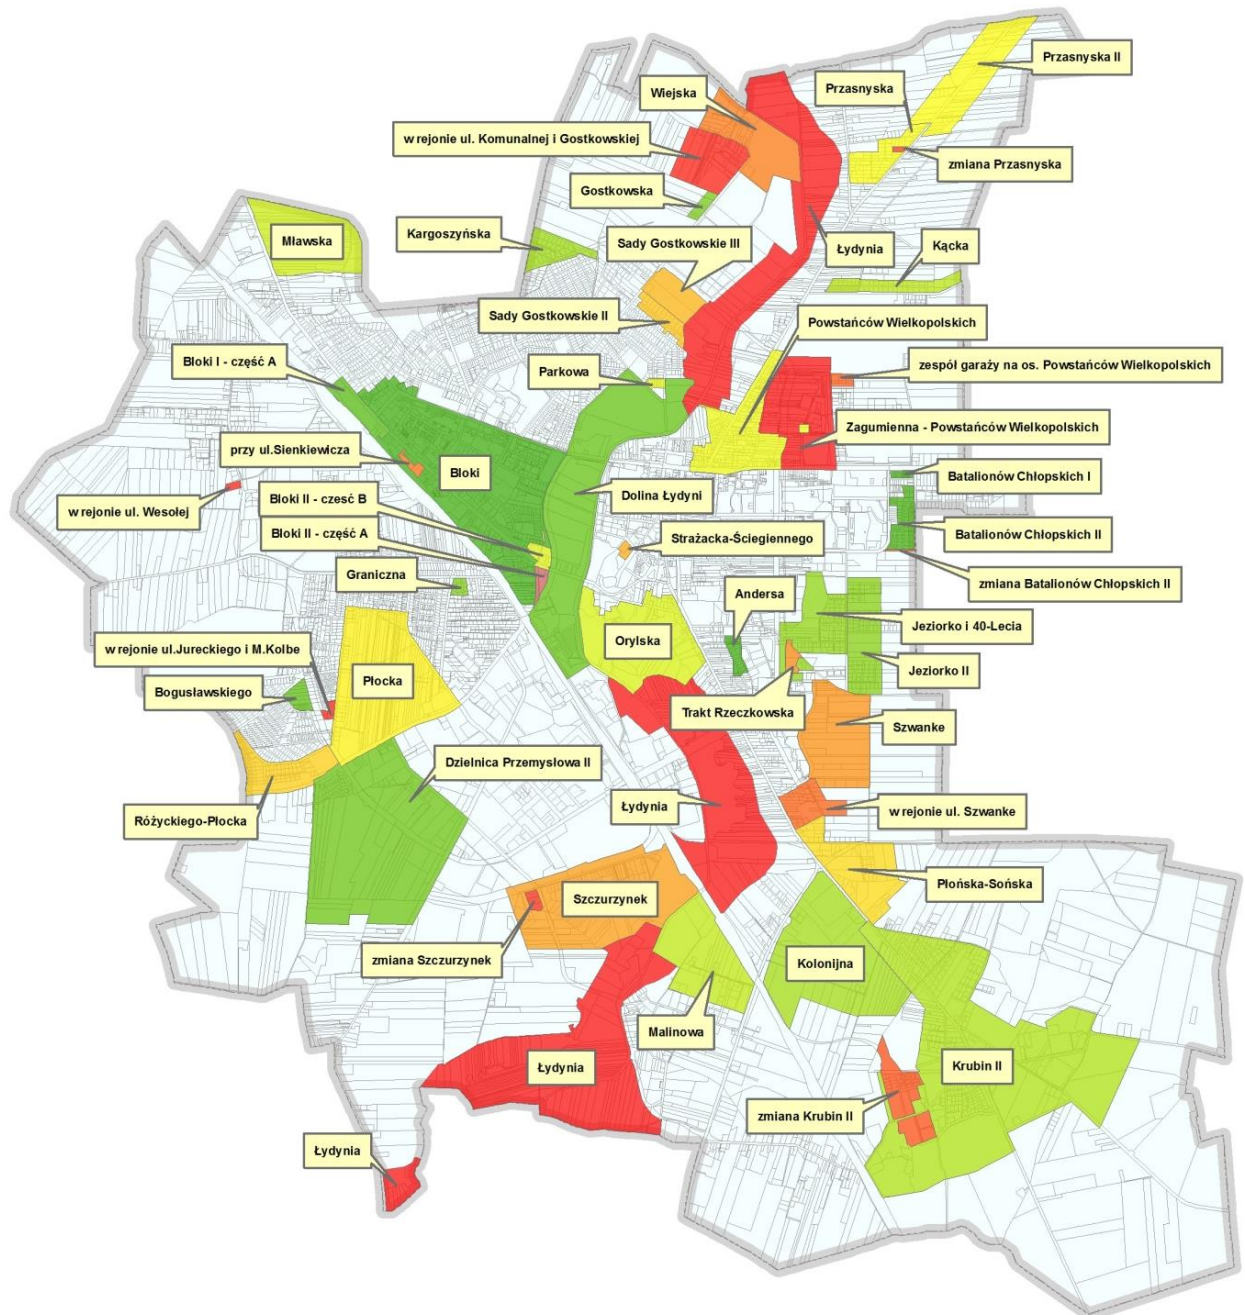 Przasnyska II
Wiejska
Przasnyska
w rejonie ul. Komunalnej i Gostkowskiej
zmiana Przasnyska
Gostkowska
Mławska
Kargoszyńska
Sady Gostkowskie III
Łydynia
Kącka
Sady Gostkowskie II
Powstańców Wielkopolskich
Bloki I - część A
Parkowa
zespół garaży na os. Powstańców Wielkopolskich
Zagumienna - Powstańców Wielkopolskich
przy ul.Sienkiewicza
Bloki
Dolina Łydyni
Batalionów Chłopskich I
w rejonie ul. Wesołej
Bloki II - czesć B
Bloki II - część A
Strażacka-Ściegiennego
Batalionów Chłopskich II
Graniczna
zmiana Batalionów Chłopskich II
Andersa
Orylska
Jeziorko i 40-Lecia
w rejonie ul.Jureckiego i M.Kolbe
Płocka
Jeziorko II
Bogusławskiego
Trakt Rzeczkowska
Szwanke
Dzielnica Przemysłowa II
Różyckiego-Płocka
Łydynia
w rejonie ul. Szwanke
Płońska-Sońska
Szczurzynek
zmiana Szczurzynek
Kolonijna
Malinowa
Łydynia
Krubin II
zmiana Krubin II
Łydynia